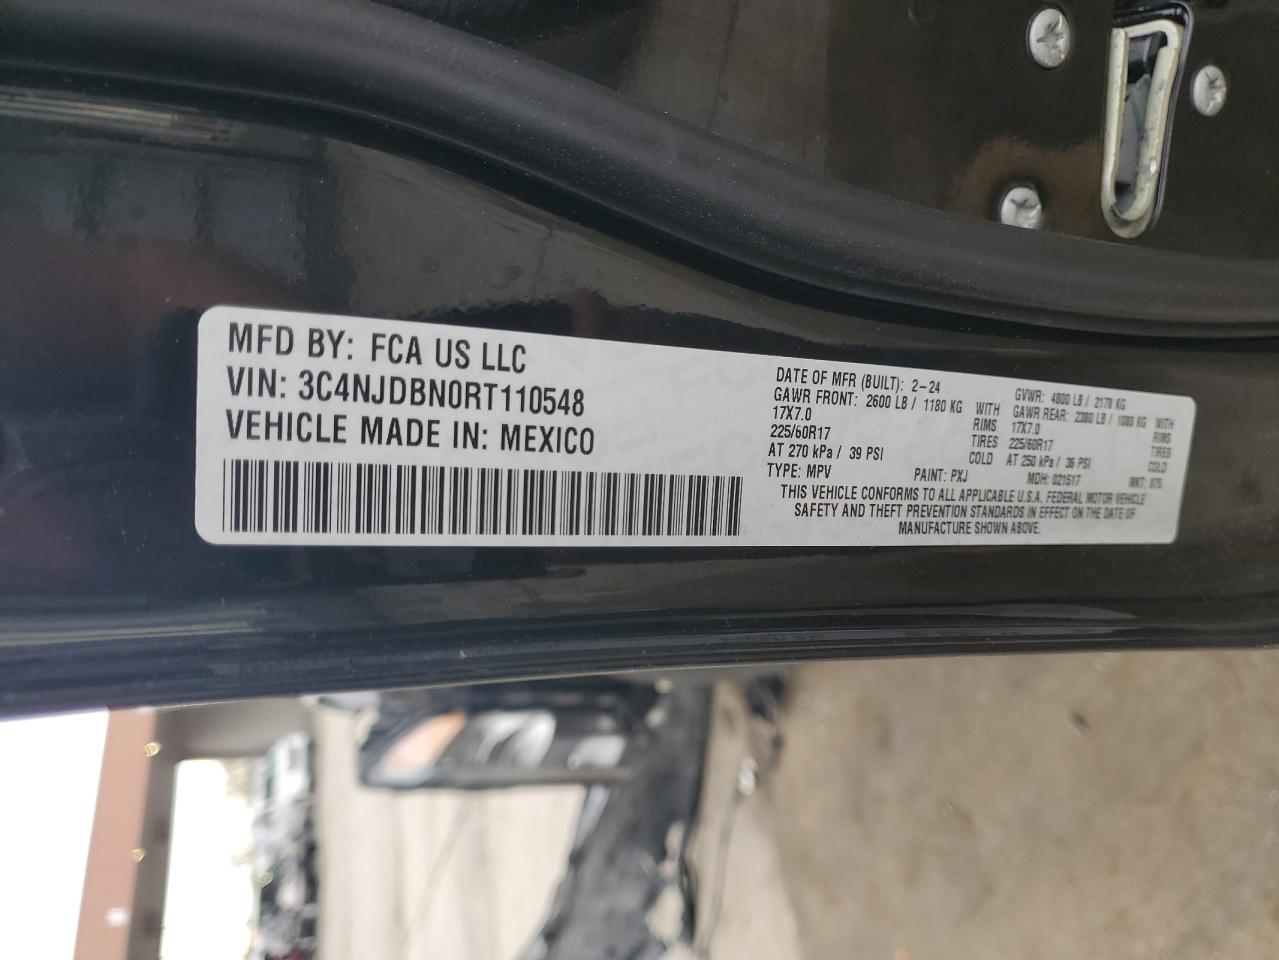 MFD BY: FCA US LLC
VIN: 3C4NJDBN0RT110548
VEHICLE MADE IN: MEXICO
DATE OF MFR (BUILT): 2-24 GVWR: 4800 LB / 2178 KG
GAWR FRONT: 2600 LB / 1180 KG WITH GAWR REAR: 2380 LB / 1080 KG WITH
17X7.0 RIMS 17X7.0 RIMS
225/60R17 TIRES 225/60R17 TIRES
AT 270 kPa / 39 PSI COLD AT 250 kPa / 36 PSI COLD
TYPE: MPV PAINT: PXJ MDH: 021517 MKT: 875
THIS VEHICLE CONFORMS TO ALL APPLICABLE U.S.A. FEDERAL MOTOR VEHICLE
SAFETY AND THEFT PREVENTION STANDARDS IN EFFECT ON THE DATE OF
MANUFACTURE SHOWN ABOVE.